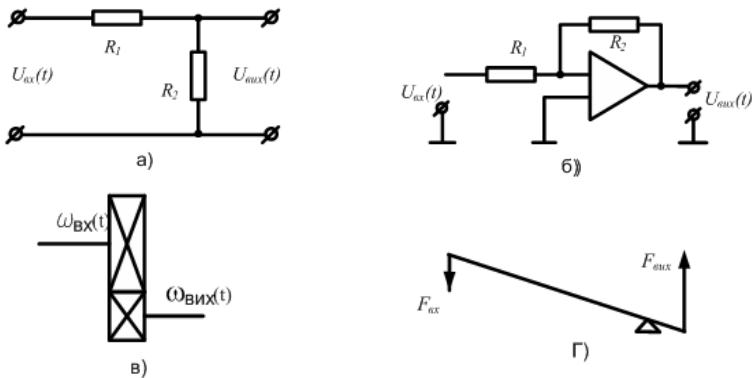 R₁
R₂
Uвх(t)
Uвих(t)
а)
R₁
R₂
Uвх(t)
Uвих(t)
б))
ωвх(t)
ωвих(t)
в)
Fвх
Fвих
Г)